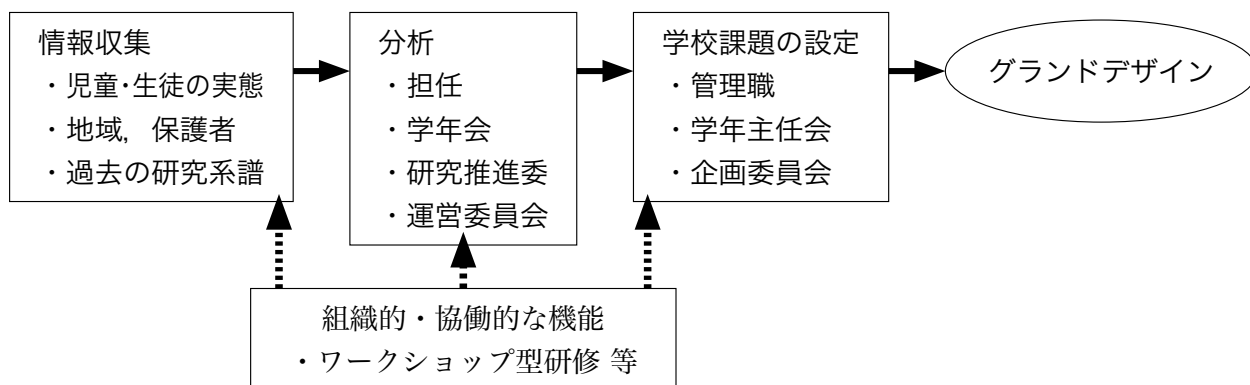 情報収集
・児童・生徒の実態
・地域，保護者
・過去の研究系譜
分析
・担任
・学年会
・研究推進委
・運営委員会
学校課題の設定
・管理職
・学年主任会
・企画委員会
グランドデザイン
組織的・協働的な機能
・ワークショップ型研修 等